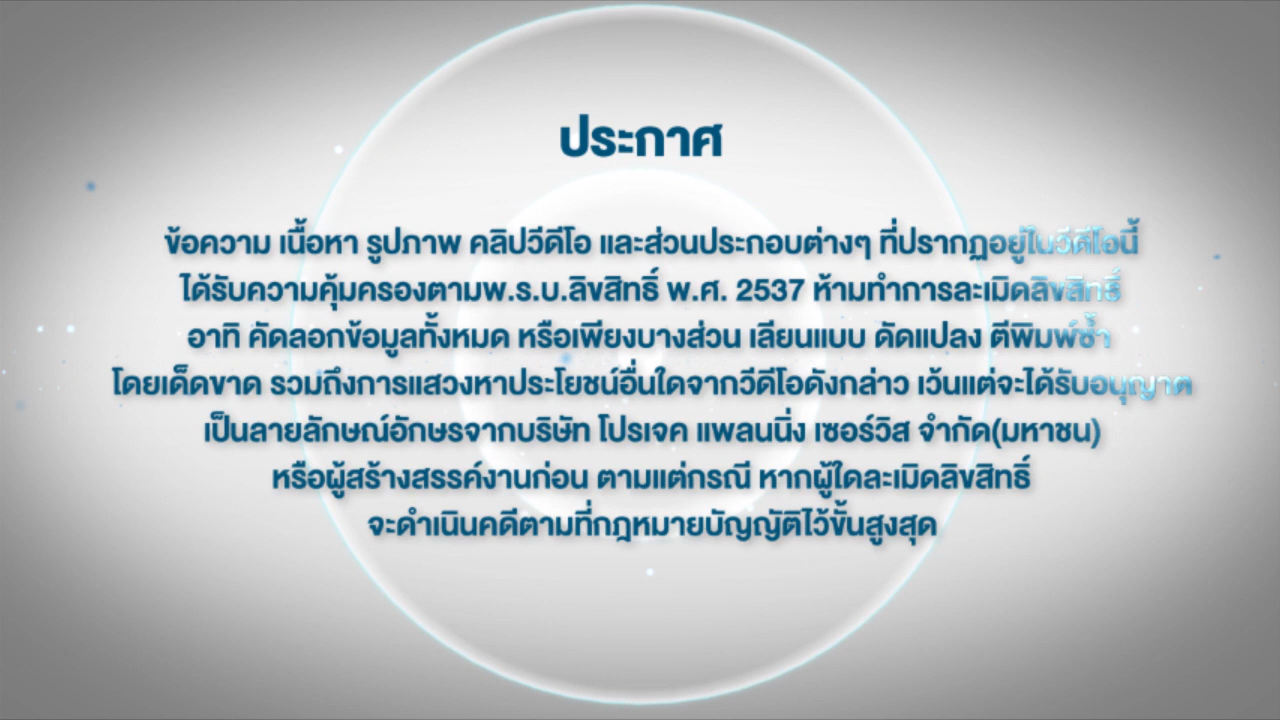 ประกาศ
ข้อความ เนื้อหา รูปภาพ คลิปวีดีโอ และส่วนประกอบต่างๆ ที่ปรากฏอยู่ในวีดีโอนี้
ได้รับความคุ้มครองตามพ.ร.บ.ลิขสิทธิ์ พ.ศ. 2537 ห้ามทำการละเมิดลิขสิทธิ์
อาทิ คัดลอกข้อมูลทั้งหมด หรือเพียงบางส่วน เลียนแบบ ดัดแปลง ตีพิมพ์ซ้ำ
โดยเด็ดขาด รวมถึงการแสวงหาประโยชน์อื่นใดจากวีดีโอดังกล่าว เว้นแต่จะได้รับอนุญาต
เป็นลายลักษณ์อักษรจากบริษัท โปรเจค แพลนนิ่ง เซอร์วิส จำกัด(มหาชน)
หรือผู้สร้างสรรค์งานก่อน ตามแต่กรณี หากผู้ใดละเมิดลิขสิทธิ์
จะดำเนินคดีตามที่กฎหมายบัญญัติไว้ขั้นสูงสุด